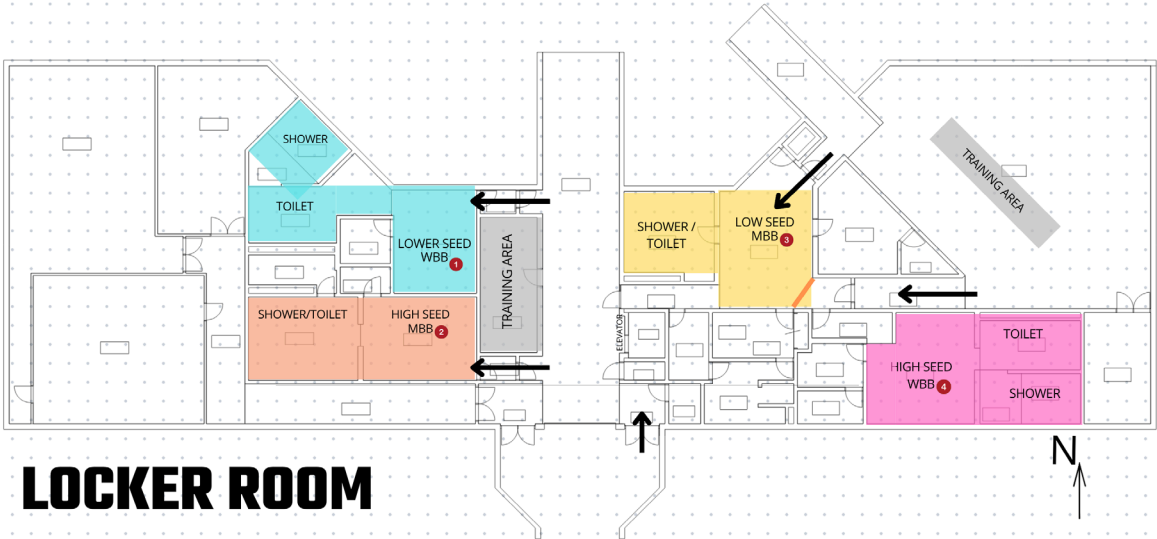 SHOWER
TOILET
LOWER SEED
WBB 1
SHOWER/TOILET
HIGH SEED
MBB 2
TRAINING AREA
ELEVATOR
SHOWER /
TOILET
LOW SEED
MBB 3
TRAINING AREA
HIGH SEED
WBB 4
TOILET
SHOWER
N
LOCKER ROOM